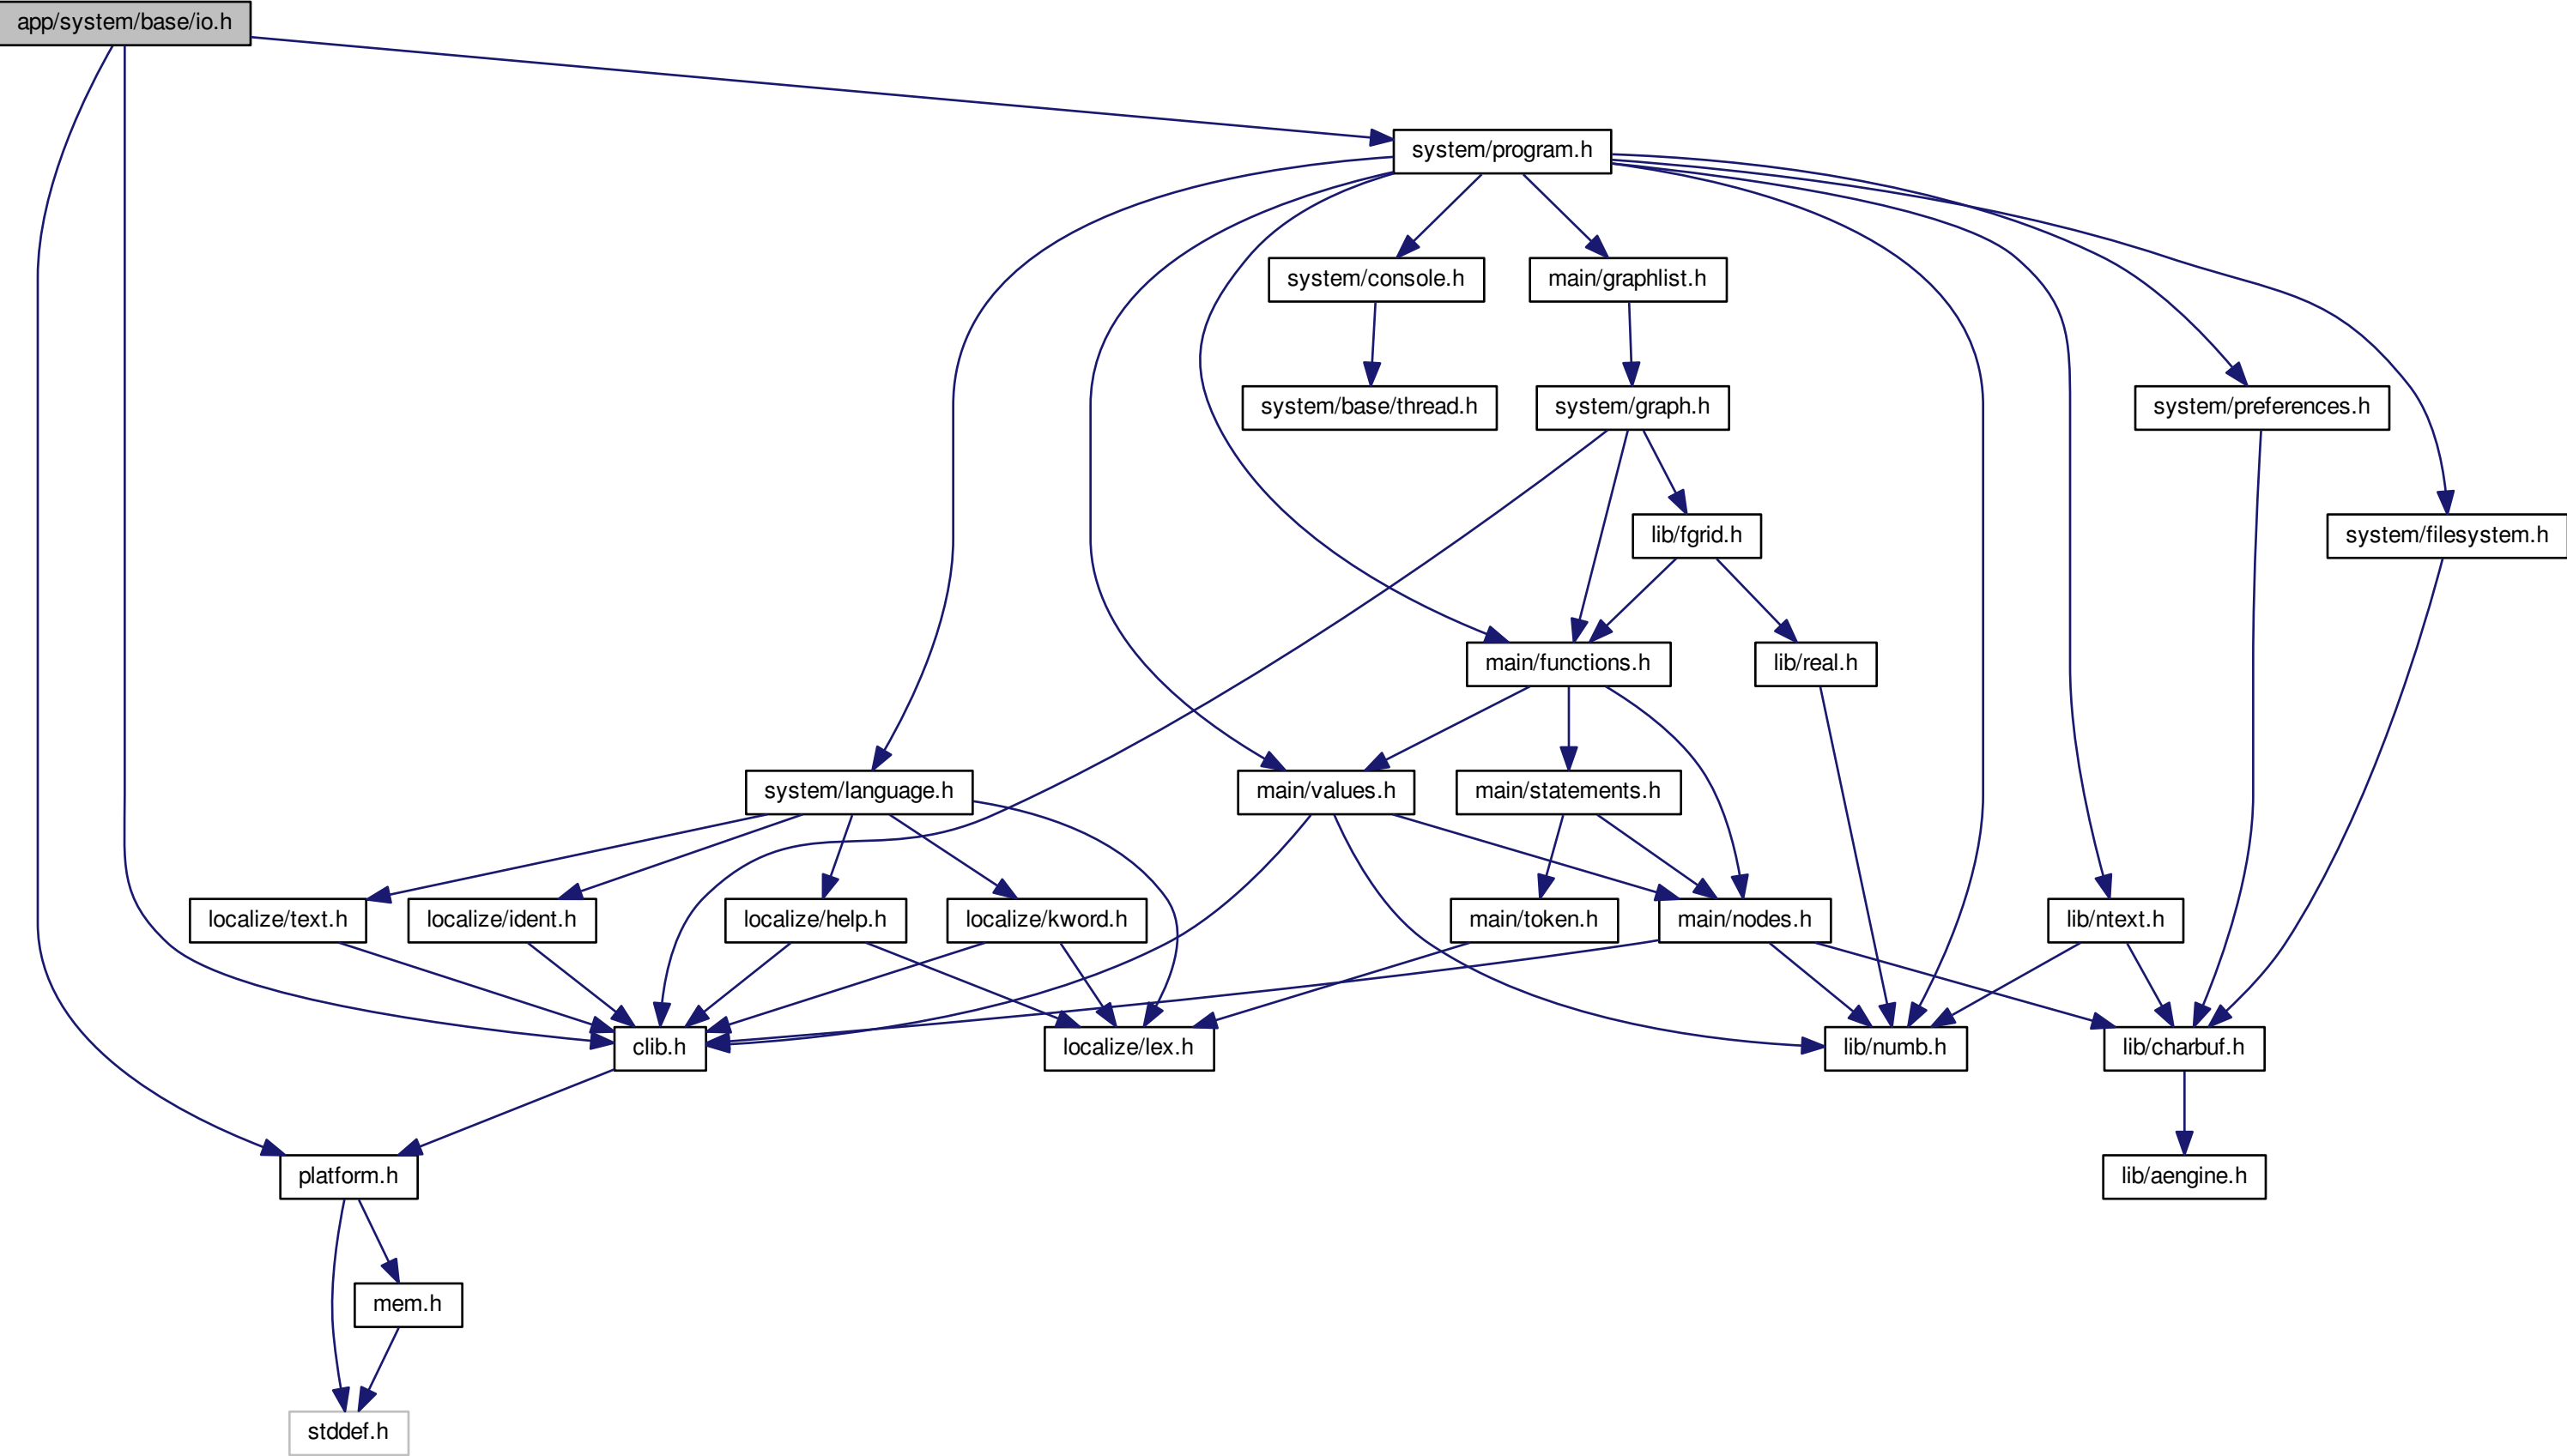 app/system/base/io.h
system/program.h
system/console.h
main/graphlist.h
system/base/thread.h
system/graph.h
system/preferences.h
lib/fgrid.h
system/filesystem.h
main/functions.h
lib/real.h
system/language.h
main/values.h
main/statements.h
localize/text.h
localize/ident.h
localize/help.h
localize/kword.h
main/token.h
main/nodes.h
lib/ntext.h
clib.h
localize/lex.h
lib/numb.h
lib/charbuf.h
platform.h
lib/aengine.h
mem.h
stddef.h